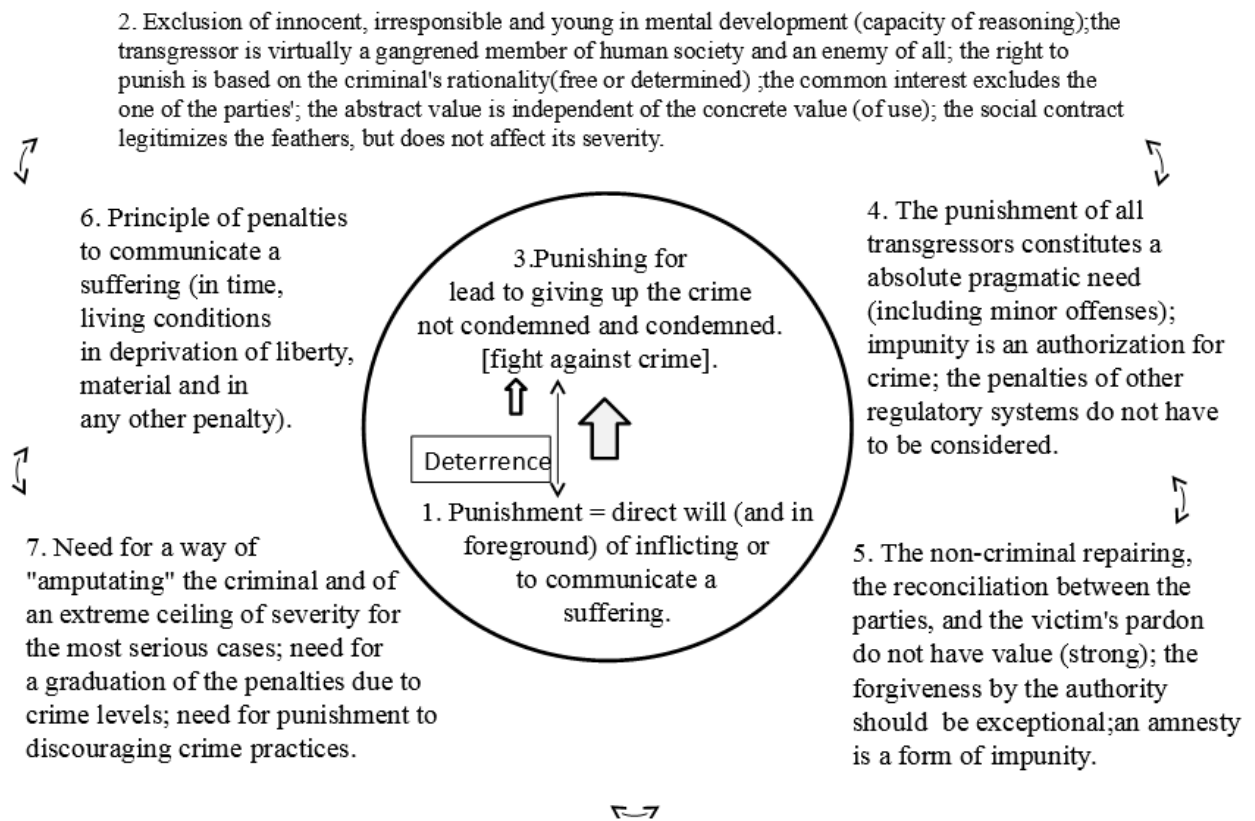 2. Exclusion of innocent, irresponsible and young in mental development (capacity of reasoning);the
transgressor is virtually a gangrened member of human society and an enemy of all; the right to
punish is based on the criminal's rationality(free or determined) ;the common interest excludes the
one of the parties'; the abstract value is independent of the concrete value (of use); the social contract
legitimizes the feathers, but does not affect its severity.
6. Principle of penalties
to communicate a
suffering (in time,
living conditions
in deprivation of liberty,
material and in
any other penalty).
3.Punishing for
lead to giving up the crime
not condemned and condemned.
[fight against crime].
Deterrence
1. Punishment = direct will (and in
foreground) of inflicting or
to communicate a
suffering.
4. The punishment of all
transgressors constitutes a
absolute pragmatic need
(including minor offenses);
impunity is an authorization for
crime; the penalties of other
regulatory systems do not have
to be considered.
7. Need for a way of
"amputating" the criminal and of
an extreme ceiling of severity for
the most serious cases; need for
a graduation of the penalties due to
crime levels; need for punishment to
discouraging crime practices.
5. The non-criminal repairing,
the reconciliation between the
parties, and the victim's pardon
do not have value (strong); the
forgiveness by the authority
should be exceptional;an amnesty
is a form of impunity.